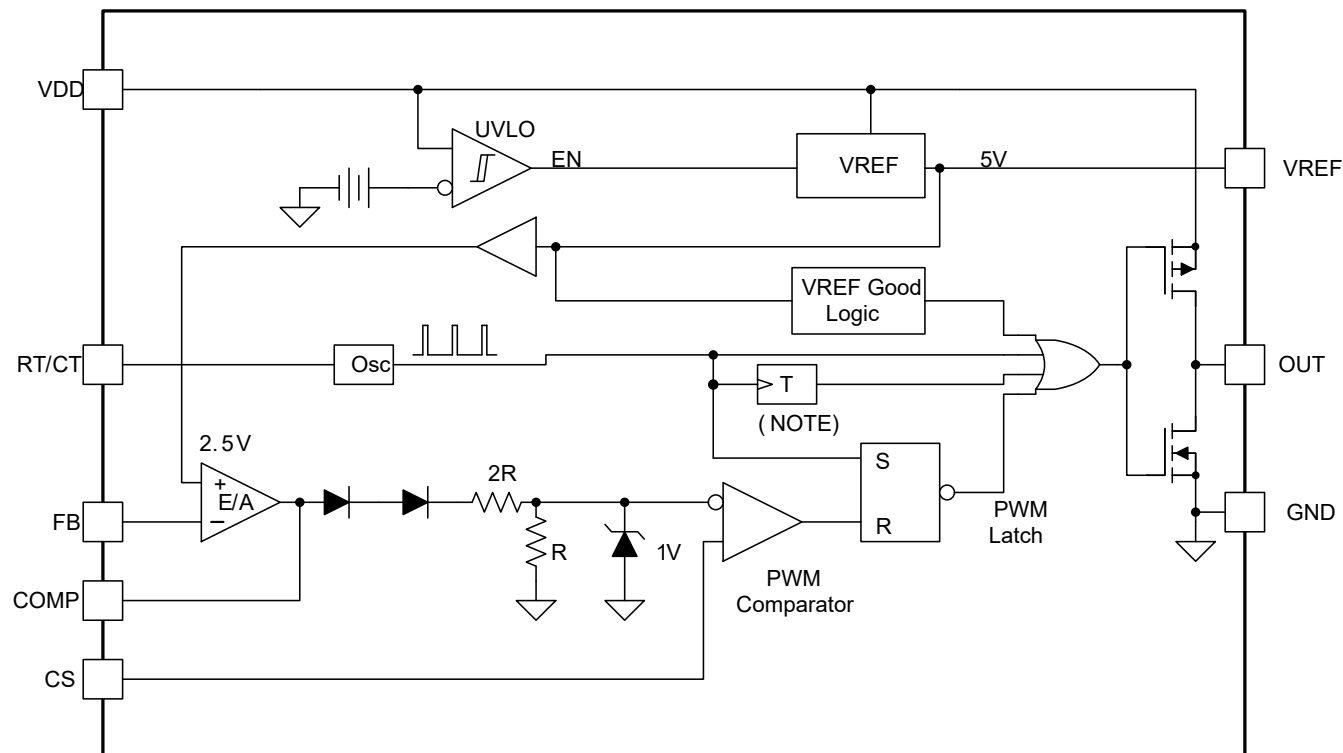 VDD
UVLO
EN
VREF
5V
VREF
VREF Good
Logic
RT/CT
Osc
T
(NOTE)
OUT
2.5V
+
E/A
−
FB
2R
R
1V
S
R
PWM
Latch
GND
COMP
PWM
Comparator
CS